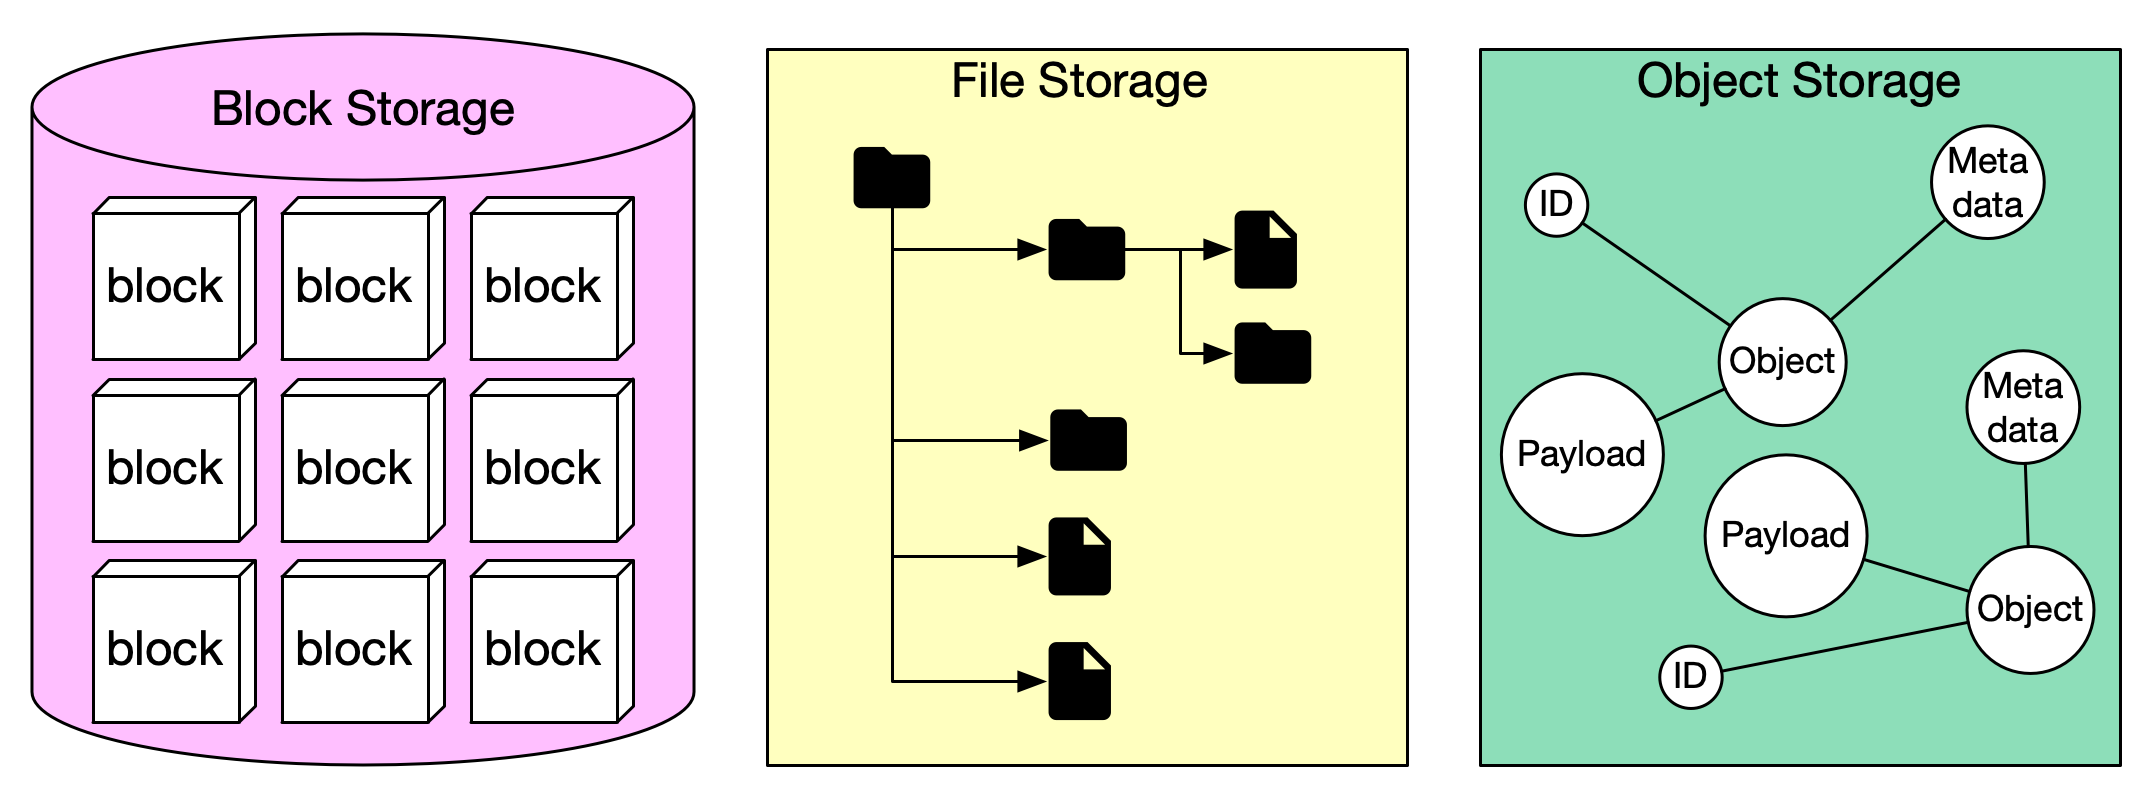 Block Storage
block block block
block block block
block block block
File Storage
Object Storage
Meta
data
ID
Object
Meta
data
Payload
Payload
Object
ID